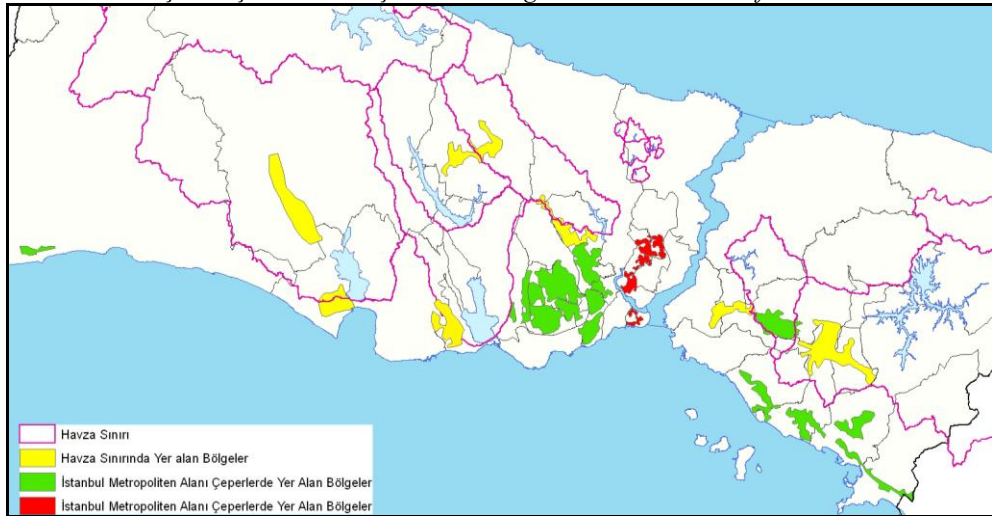 Havza Sınırı
Havza Sınırında Yer alan Bölgeler
İstanbul Metropoliten Alanı Çeperlerde Yer Alan Bölgeler
İstanbul Metropoliten Alanı Çeperlerde Yer Alan Bölgeler